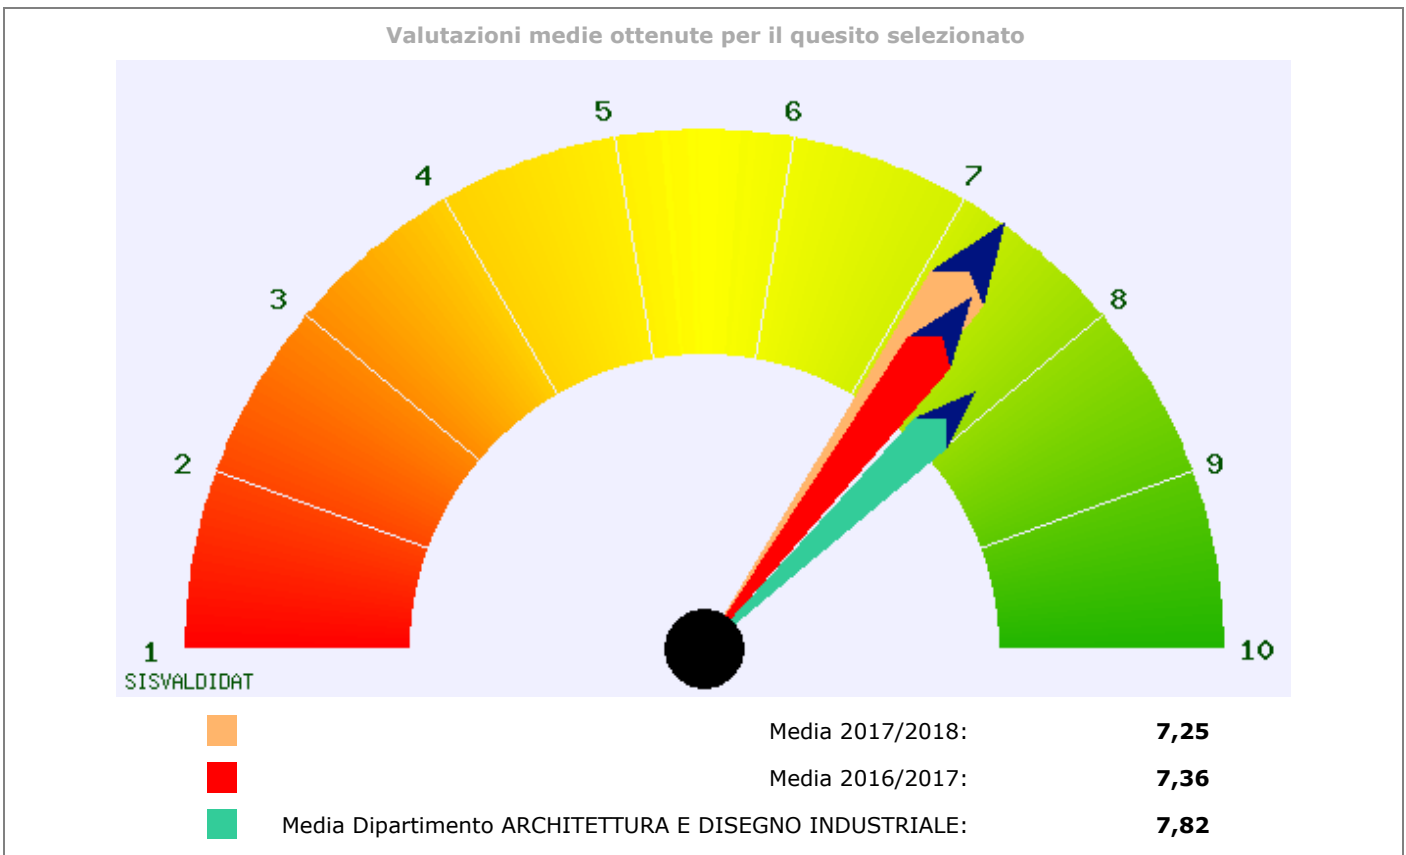 Valutazioni medie ottenute per il quesito selezionato
5 6
4 7
3 8
2 9
1 10
SISVALDIDAT
Media 2017/2018: 7,25
Media 2016/2017: 7,36
Media Dipartimento ARCHITETTURA E DISEGNO INDUSTRIALE: 7,82